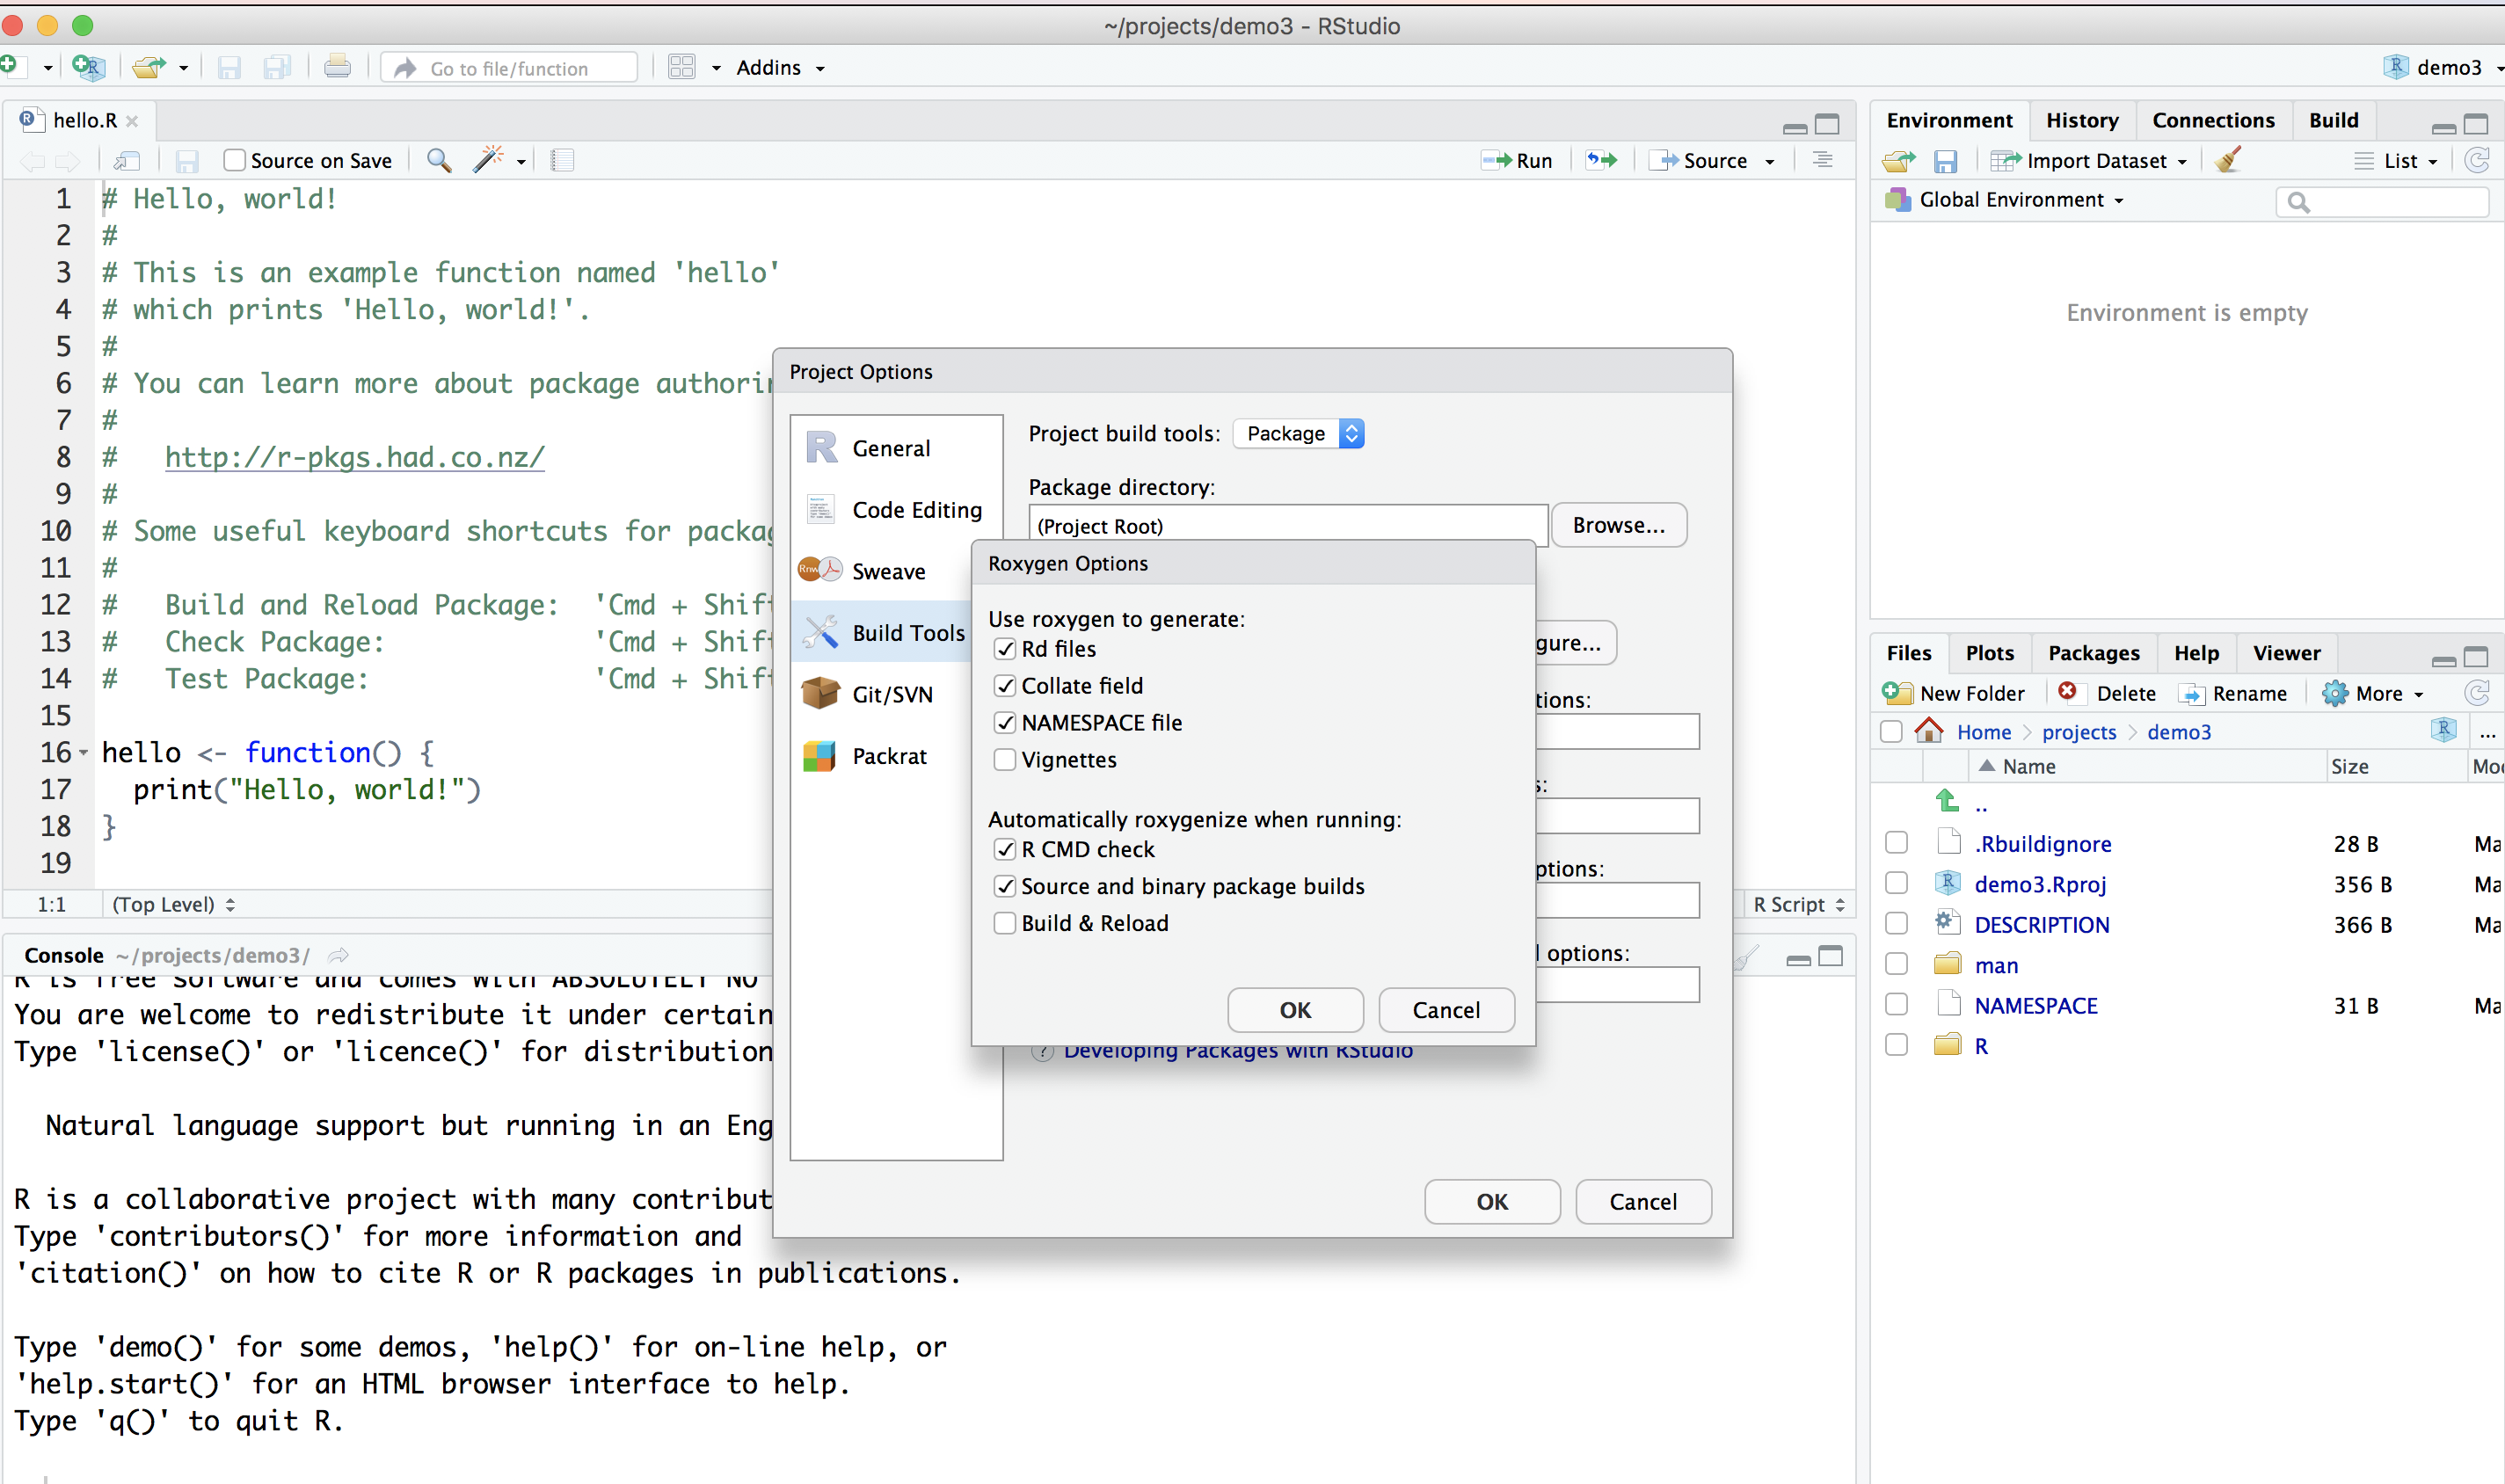 ~/projects/demo3 - RStudio
Go to file/function
Addins
demo3
hello.R
Source on Save
Run
Source
1 # Hello, world!
2 #
3 # This is an example function named 'hello'
4 # which prints 'Hello, world!'.
5 #
6 # You can learn more about package
7 #
8 #   http://r-pkgs.had.co.nz/
9 #
10 # Some useful keyboard shortcuts for
11 #
12 #   Build and Reload Package:  'Cmd + Shift
13 #   Check Package:             'Cmd + Shift
14 #   Test Package:              'Cmd + Shift
15
16 hello <- function() {
17   print("Hello, world!")
18 }
19
1:1
(Top Level)
R Script
Console ~/projects/demo3/
R is free software and comes with ABSOLUTELY NO
You are welcome to redistribute it under certain
Type 'license()' or 'licence()' for distribution
Natural language support but running in an
R is a collaborative project with many
Type 'contributors()' for more information and
'citation()' on how to cite R or R packages in publications.
Type 'demo()' for some demos, 'help()' for on-line help, or
'help.start()' for an HTML browser interface to help.
Type 'q()' to quit R.
Project Options
General
Code Editing
Sweave
Build Tools
Git/SVN
Packrat
Project build tools: Package
Package directory:
(Project Root)
Browse...
gure...
tions:
s:
ptions:
l options:
Developing Packages with RStudio
OK
Cancel
Roxygen Options
Use roxygen to generate:
Rd files
Collate field
NAMESPACE file
Vignettes
Automatically roxygenize when running:
R CMD check
Source and binary package builds
Build & Reload
OK
Cancel
Environment
History
Connections
Build
Import Dataset
List
Global Environment
Environment is empty
Files
Plots
Packages
Help
Viewer
New Folder
Delete
Rename
More
Home
projects
demo3
...
Name
Size
..
.Rbuildignore 28 B
demo3.Rproj 356 B
DESCRIPTION 366 B
man
NAMESPACE 31 B
R